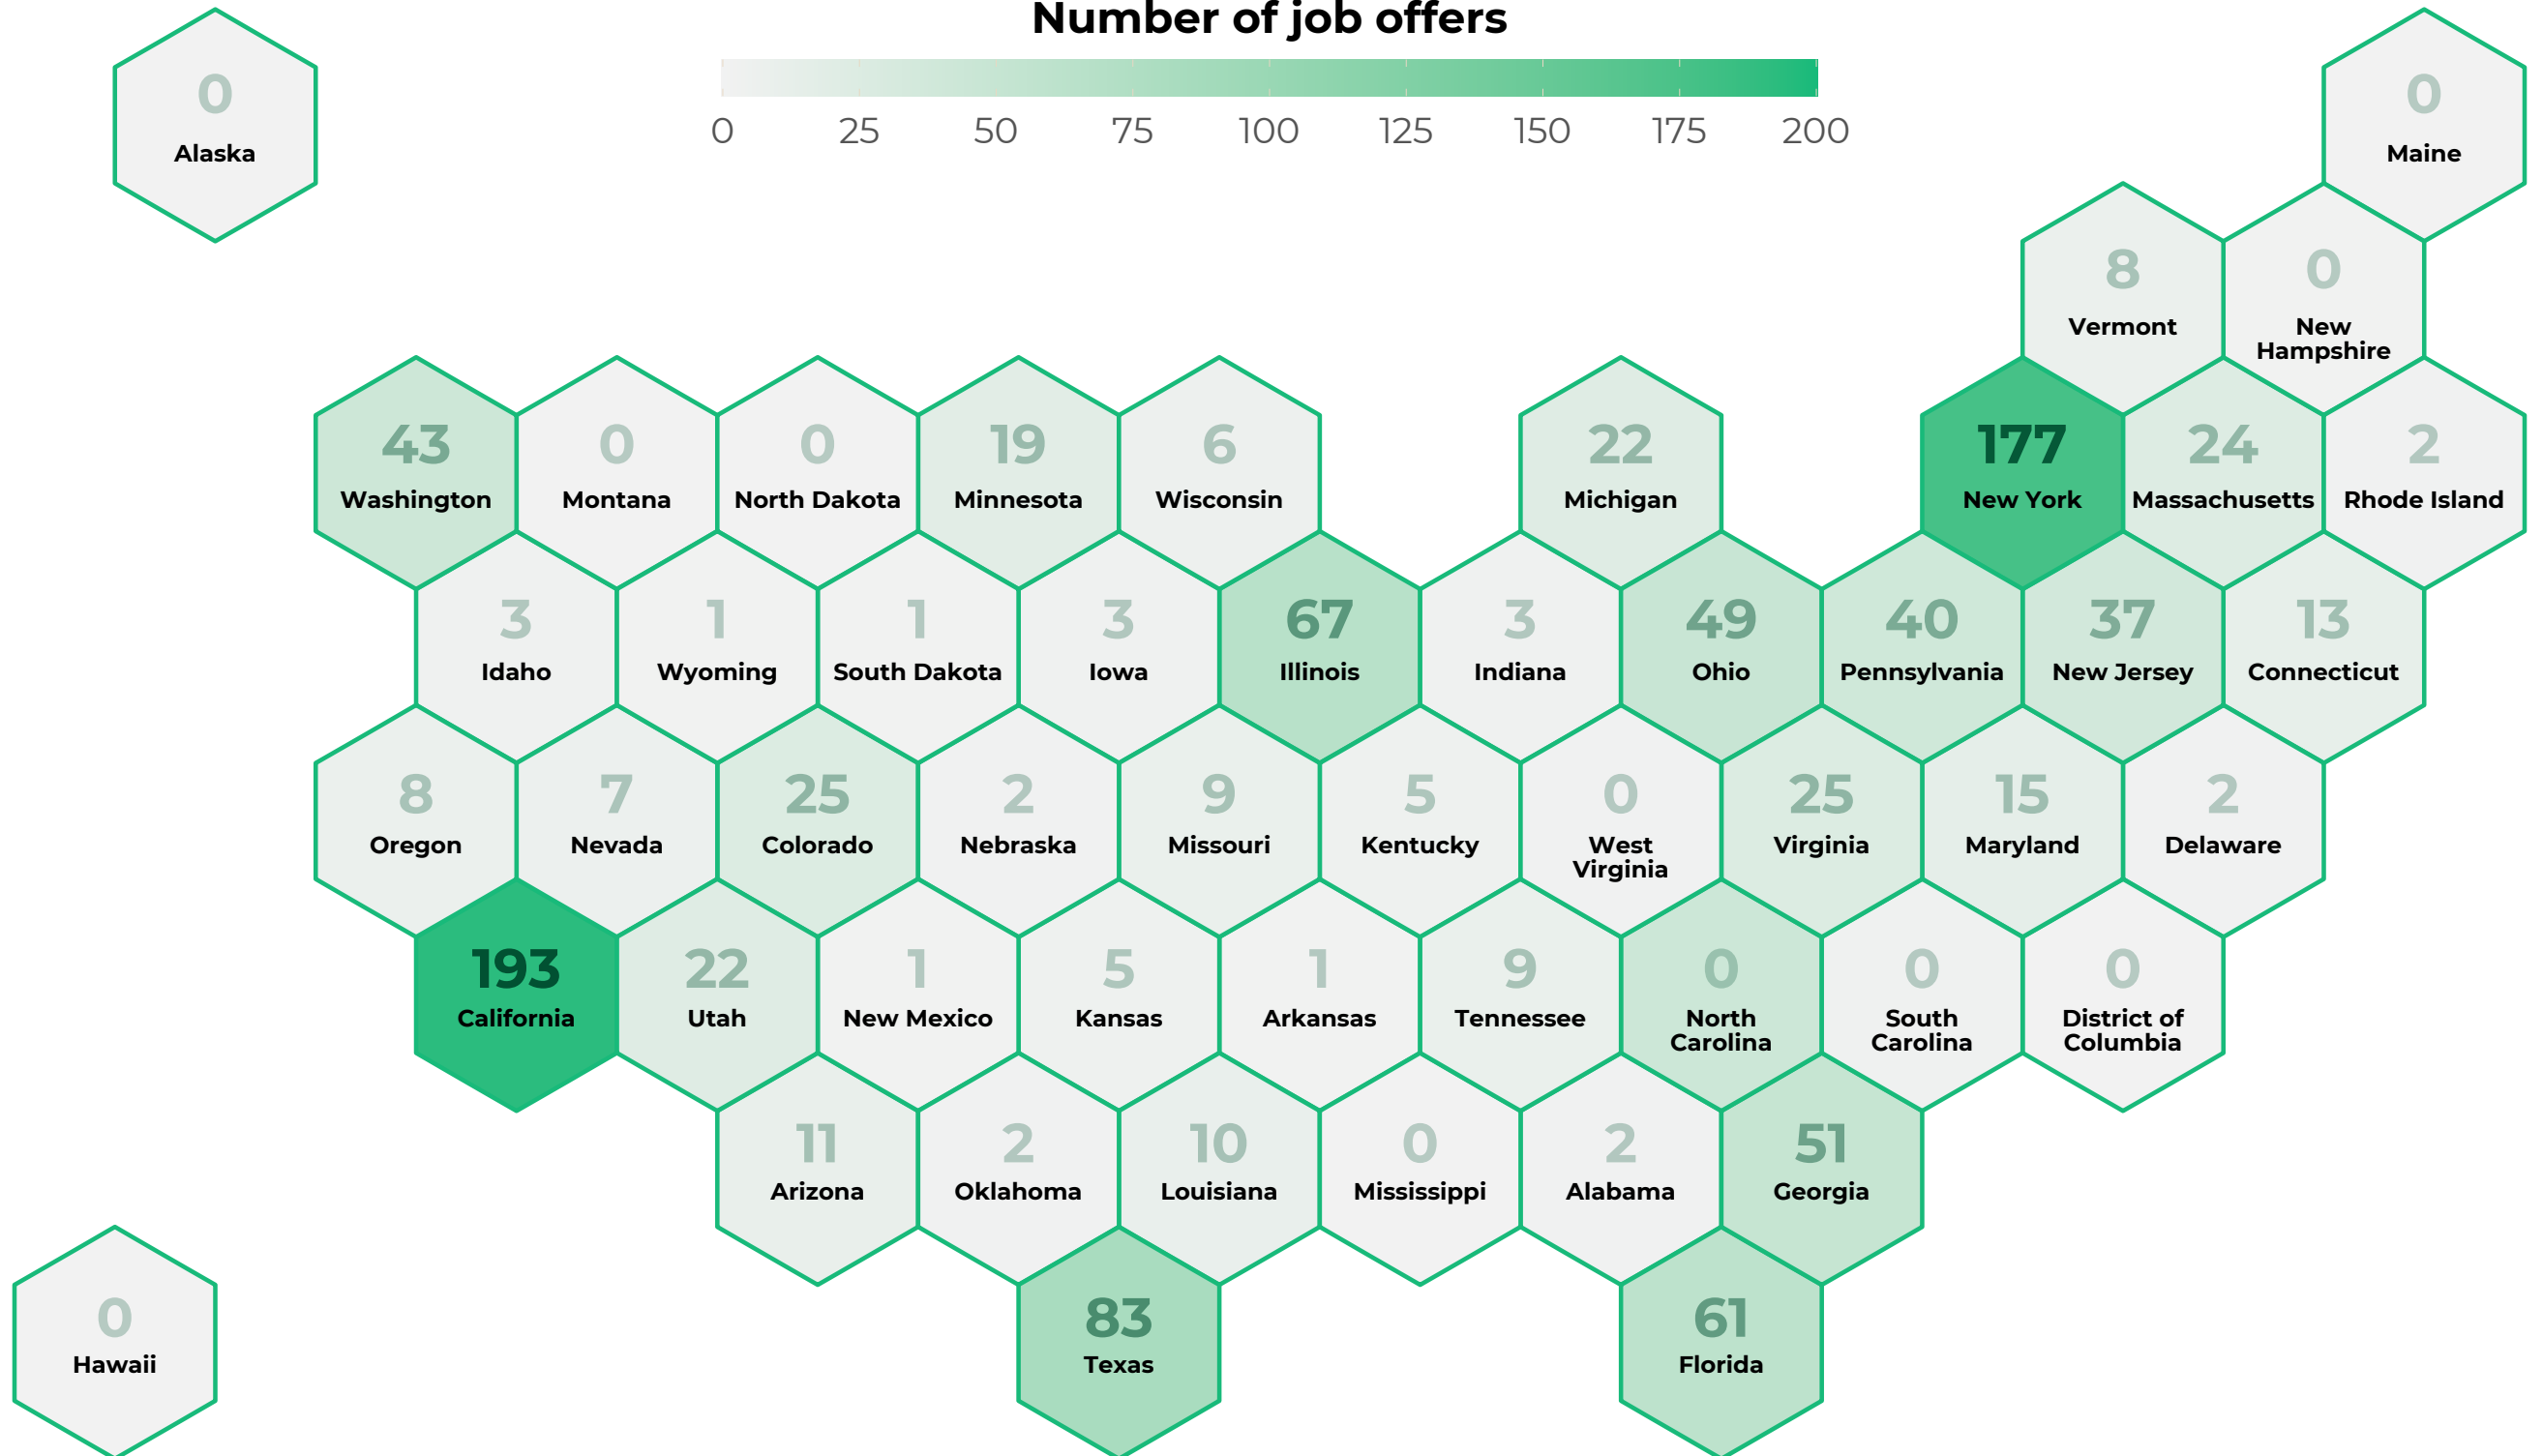 Number of job offers
0 25 50 75 100 125 150 175 200
0
Alaska
0
Maine
8
Vermont
0
New
Hampshire
43
Washington
0
Montana
0
North Dakota
19
Minnesota
6
Wisconsin
22
Michigan
177
New York
24
Massachusetts
2
Rhode Island
3
Idaho
1
Wyoming
1
South Dakota
3
Iowa
67
Illinois
3
Indiana
49
Ohio
40
Pennsylvania
37
New Jersey
13
Connecticut
8
Oregon
7
Nevada
25
Colorado
2
Nebraska
9
Missouri
5
Kentucky
0
West
Virginia
25
Virginia
15
Maryland
2
Delaware
193
California
22
Utah
1
New Mexico
5
Kansas
1
Arkansas
9
Tennessee
0
North
Carolina
0
South
Carolina
0
District of
Columbia
11
Arizona
2
Oklahoma
10
Louisiana
0
Mississippi
2
Alabama
51
Georgia
0
Hawaii
83
Texas
61
Florida